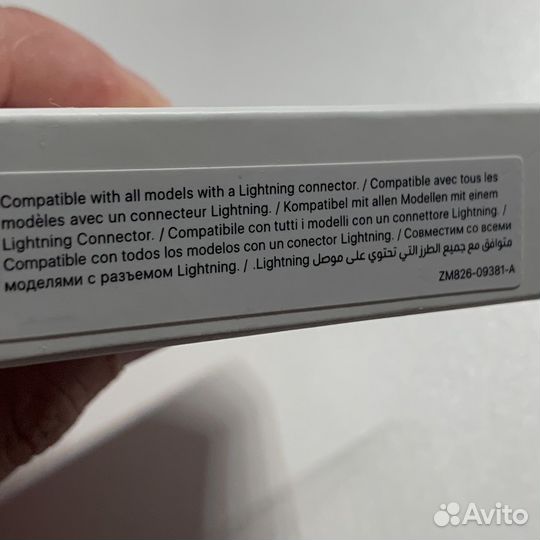 Compatible with all models with a Lightning connector. / Compatible avec tous les
modèles avec un connecteur Lightning. / Kompatibel mit allen Modellen mit einem
Lightning Connector. / Compatibile con tutti i modelli con un connettore Lightning. /
Compatible con todos los modelos con un conector Lightning. / Совместим со всеми
моделями с разъемом Lightning. / .Lightning متوافق مع جميع الطرز التي تحتوي على موصل
ZM826-09381-A
Avito